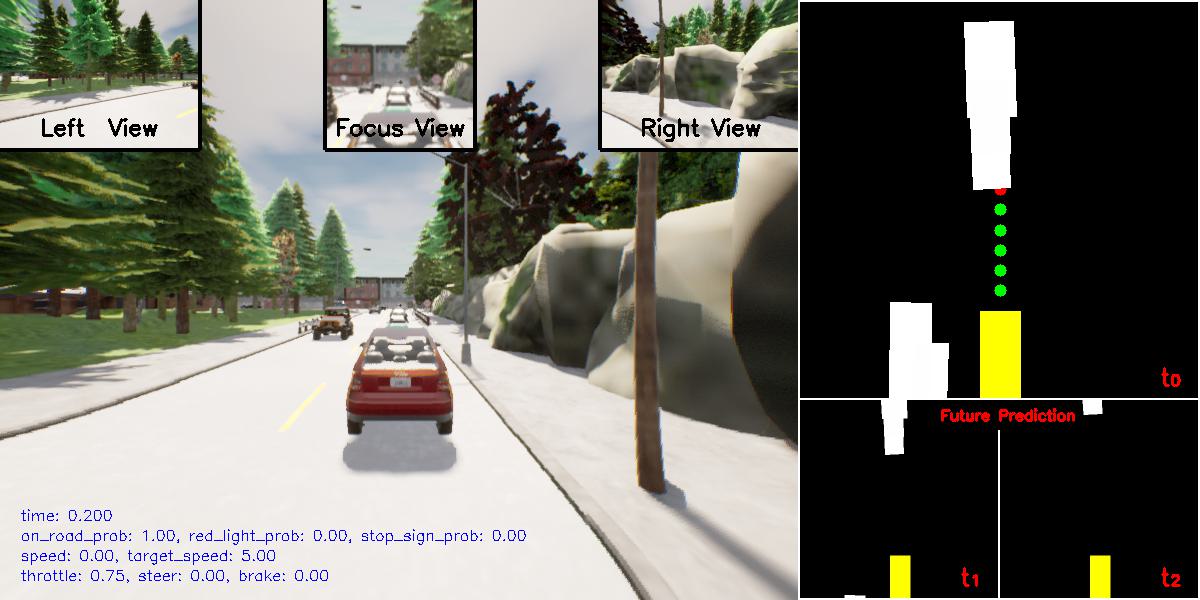 Left View
Focus View
Right View
time: 0.200
on_road_prob: 1.00, red_light_prob: 0.00, stop_sign_prob: 0.00
speed: 0.00, target_speed: 5.00
throttle: 0.75, steer: 0.00, brake: 0.00
t0
Future Prediction
t1
t2